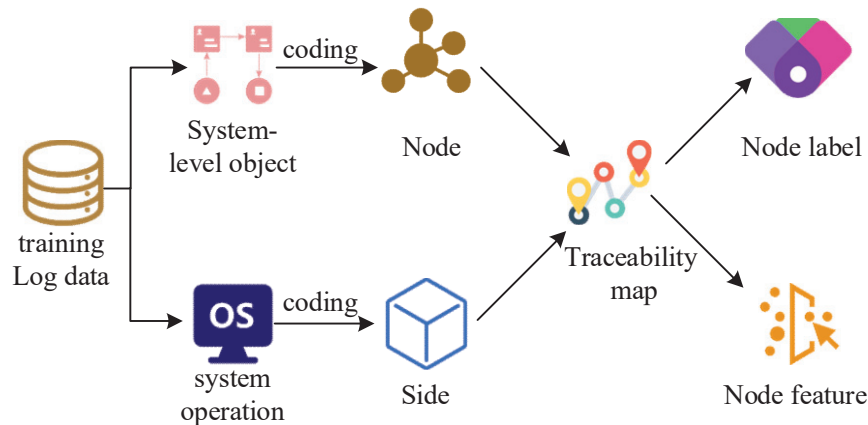 coding
System-
level object
Node
Node label
training
Log data
Traceability
map
coding
OS
system
operation
Side
Node feature